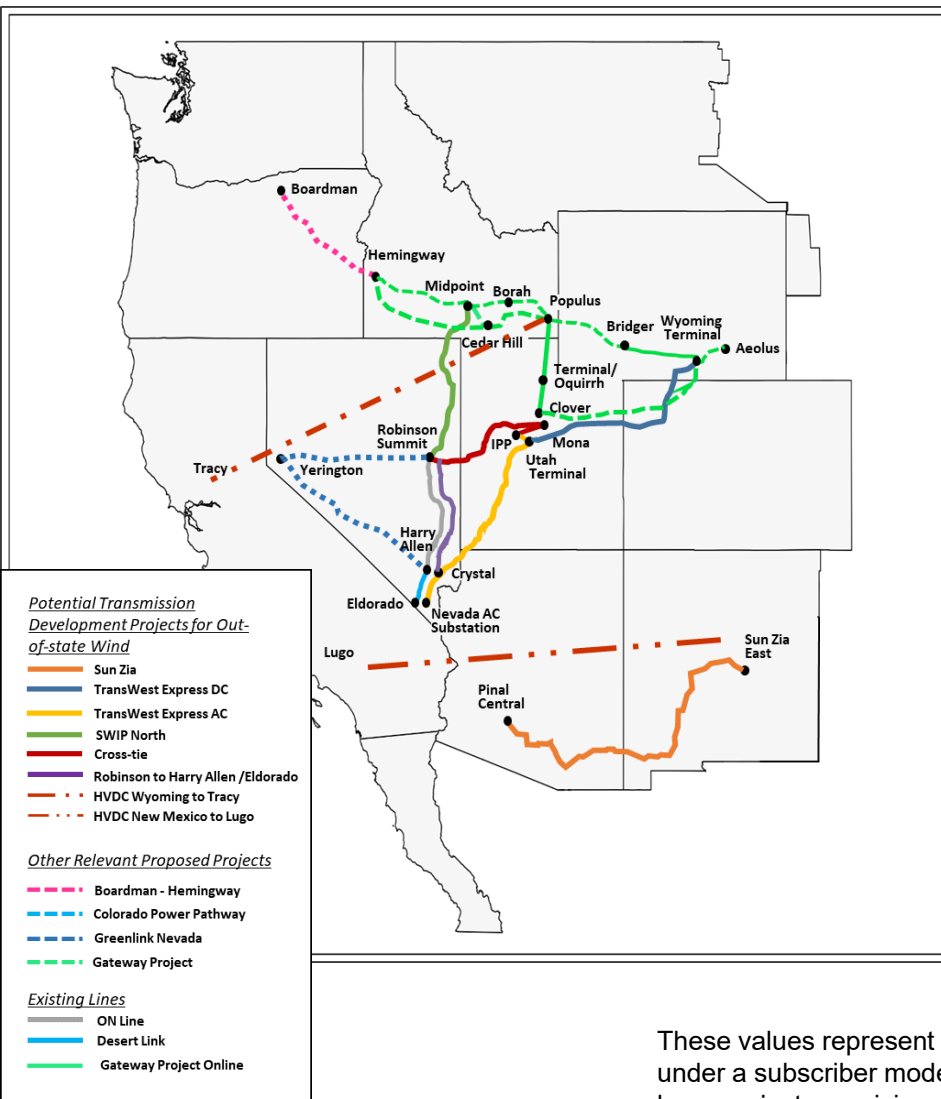 Boardman
Hemingway
Midpoint
Borah
Populus
Cedar Hill
Bridger
Wyoming
Terminal
Aeolus
Terminal/
Oquirrh
Clover
Robinson
Summit
IPP
Mona
Utah
Terminal
Tracy
Yerington
Harry
Allen
Crystal
Eldorado
Nevada AC
Substation
Lugo
Sun Zia
East
Pinal
Central
Potential Transmission
Development Projects for Out-
of-state Wind
Sun Zia
TransWest Express DC
TransWest Express AC
SWIP North
Cross-tie
Robinson to Harry Allen /Eldorado
HVDC Wyoming to Tracy
HVDC New Mexico to Lugo
Other Relevant Proposed Projects
Boardman - Hemingway
Colorado Power Pathway
Greenlink Nevada
Gateway Project
Existing Lines
ON Line
Desert Link
Gateway Project Online
These values represent
under a subscriber mode